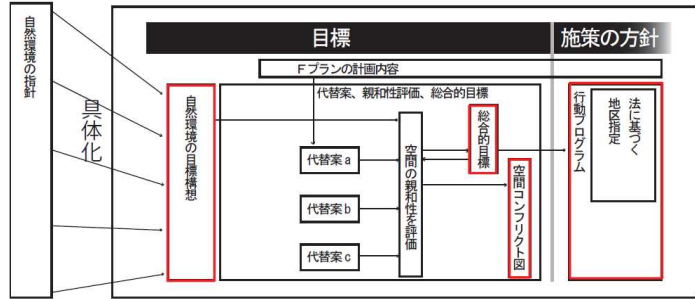 自然環境の指針
具体化
目標
施策の方針
Fプランの計画内容
代替案、親和性評価、総合的目標
自然環境の目標構想
代替案a
代替案b
代替案c
空間の親和性を評価
総合的目標
空間コンフリクト図
行動プログラム
法に基づく
地区指定